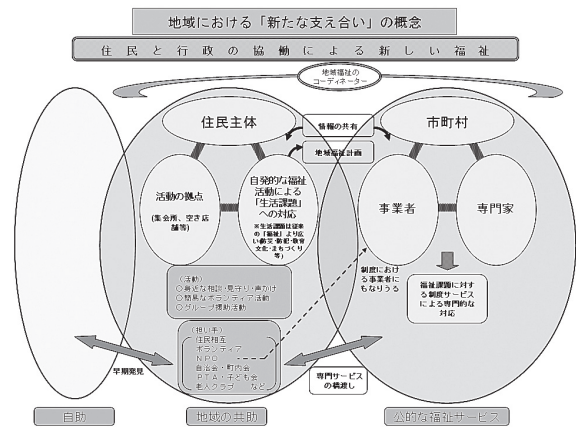 地域における「新たな支え合い」の概念
住民と行政の協働による新しい福祉
地域福祉の
コーディネーター
住民主体
情報の共有
地域福祉計画
市町村
活動の拠点
(集会所、空き店
舗等)
自発的な福祉
活動による
「生活課題」
への対応
※生活課題は従来
の「福祉」より広
い・防災・防犯・教育
文化・まちづくり
等)
事業者
専門家
(活動)
○身近な相談・見守り・声かけ
○簡易なボランティア活動
○グループ援助活動
制度におけ
る事業者に
もなりうる
福祉課題に対
する制度サービス
による専門的な
対応
(担い手)
住民相互
ボランティア
NPO
自治会・町内会
PTA・子ども会
老人クラブ など
早期発見
専門サービス
の橋渡し
自助
地域の共助
公的な福祉サービス